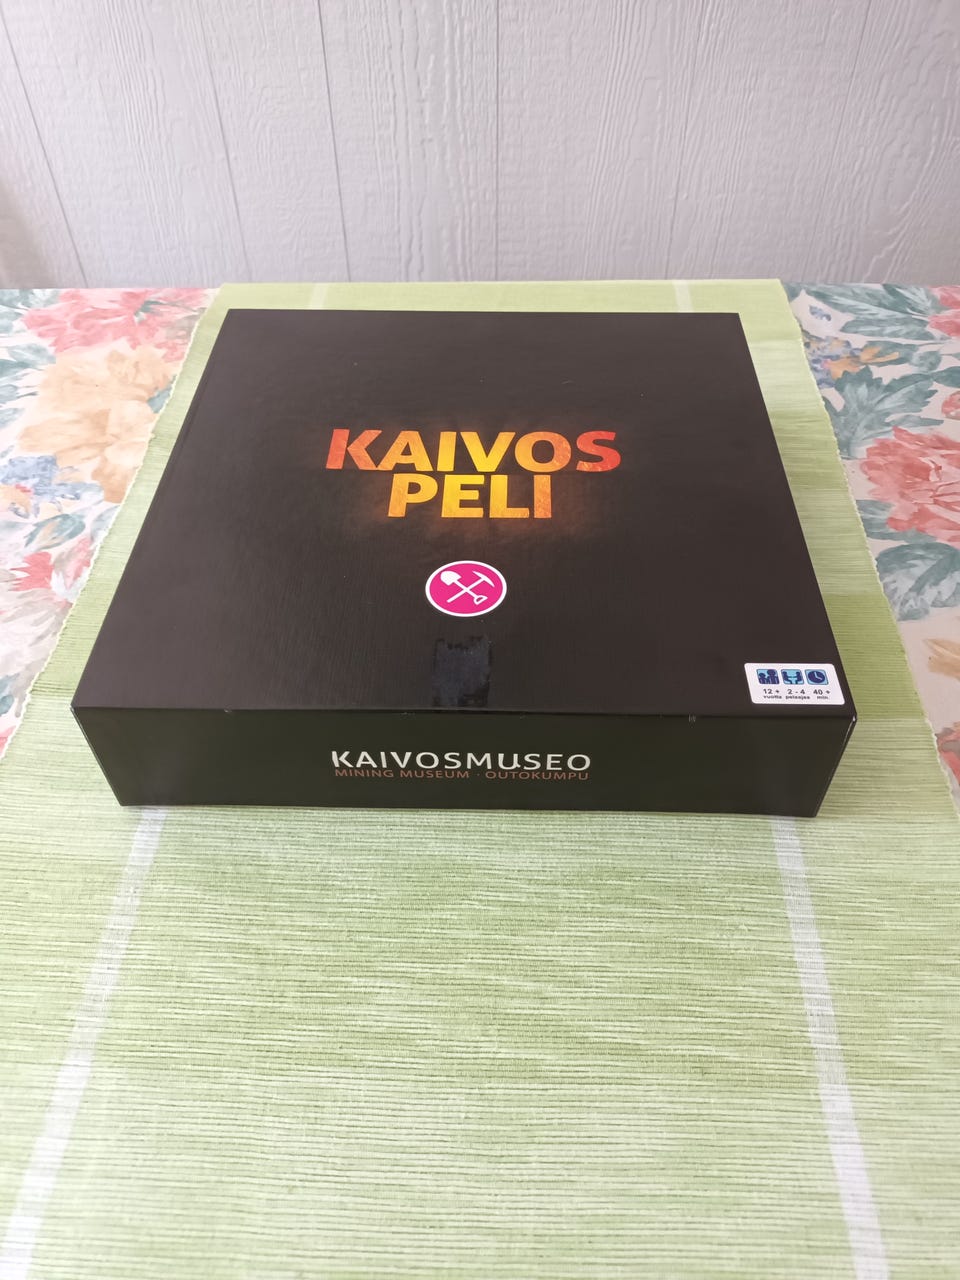 KAIVOS
PELI
12 + 2 - 4 40 +
vuotta pelaajaa min.
KAIVOSMUSEO
MINING MUSEUM · OUTOKUMPU